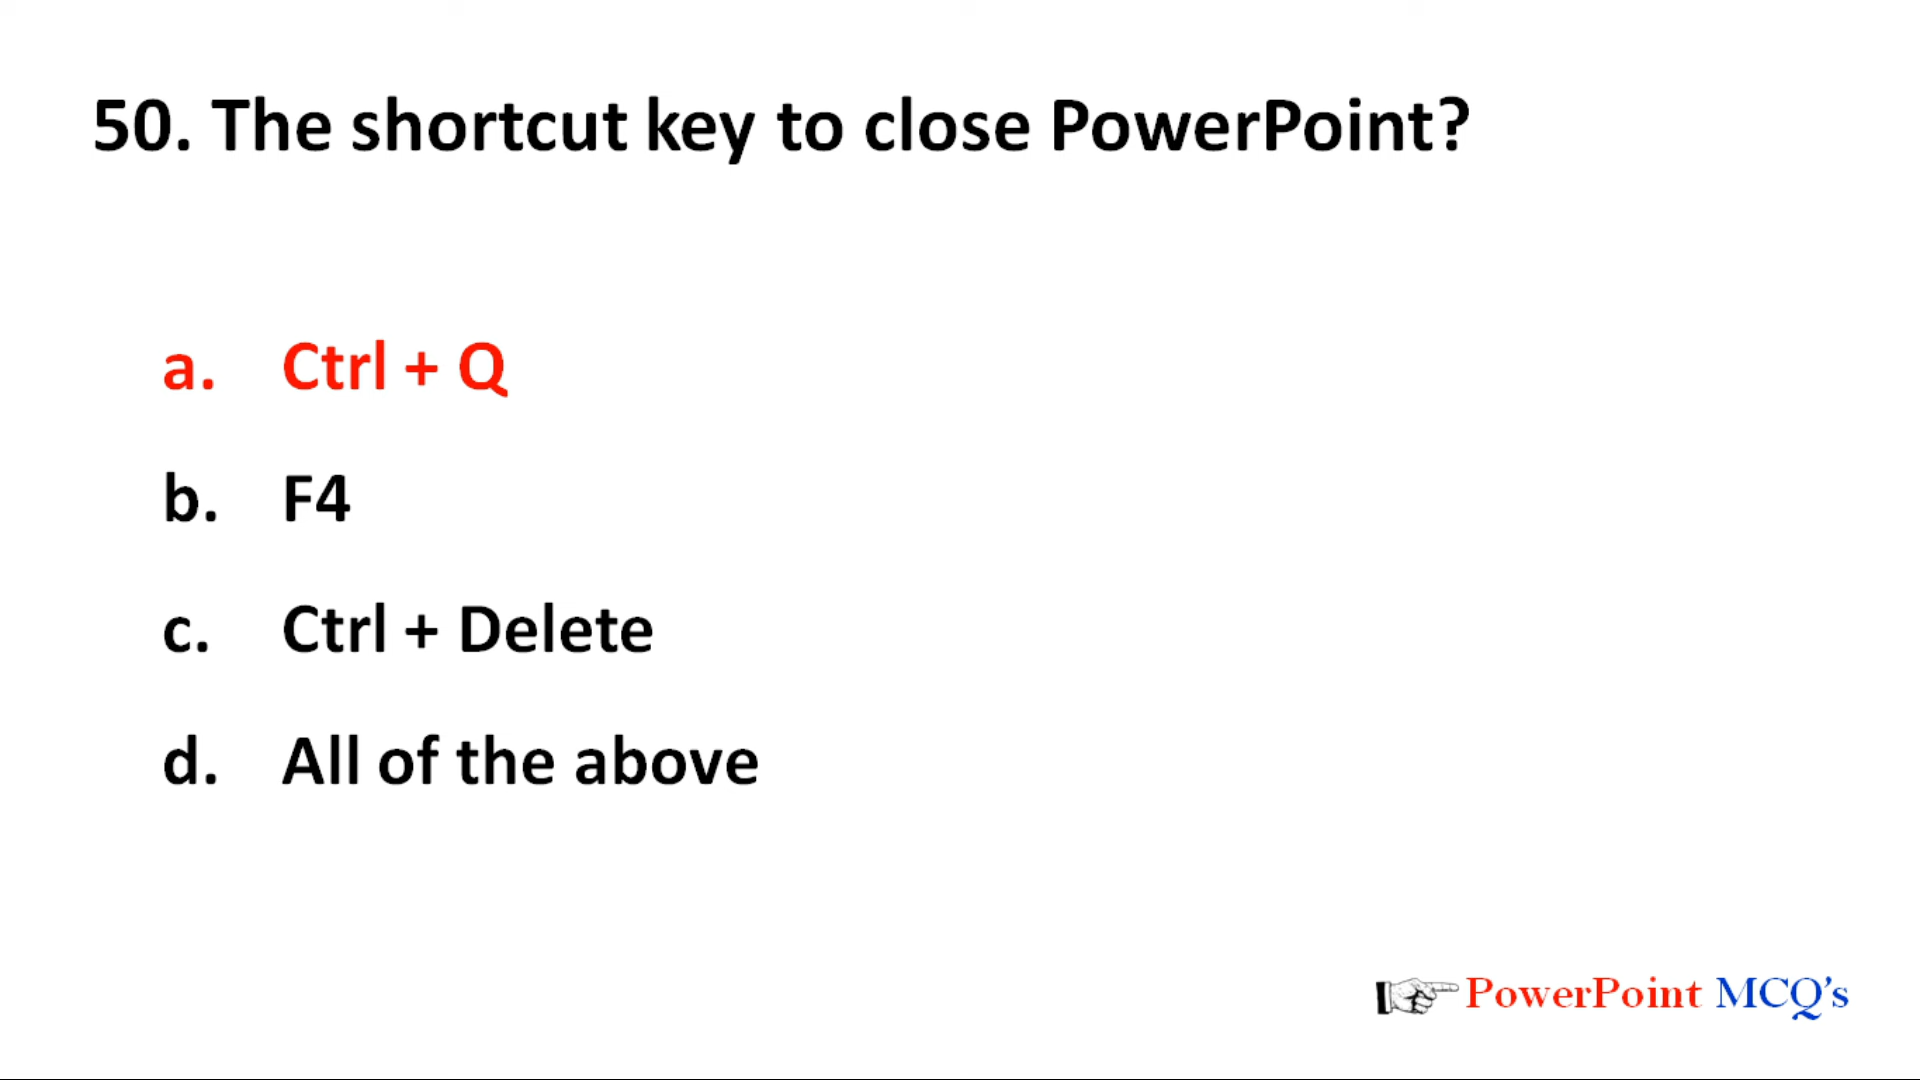 50. The shortcut key to close PowerPoint?
a. Ctrl + Q
b. F4
c. Ctrl + Delete
d. All of the above
PowerPoint MCQ's